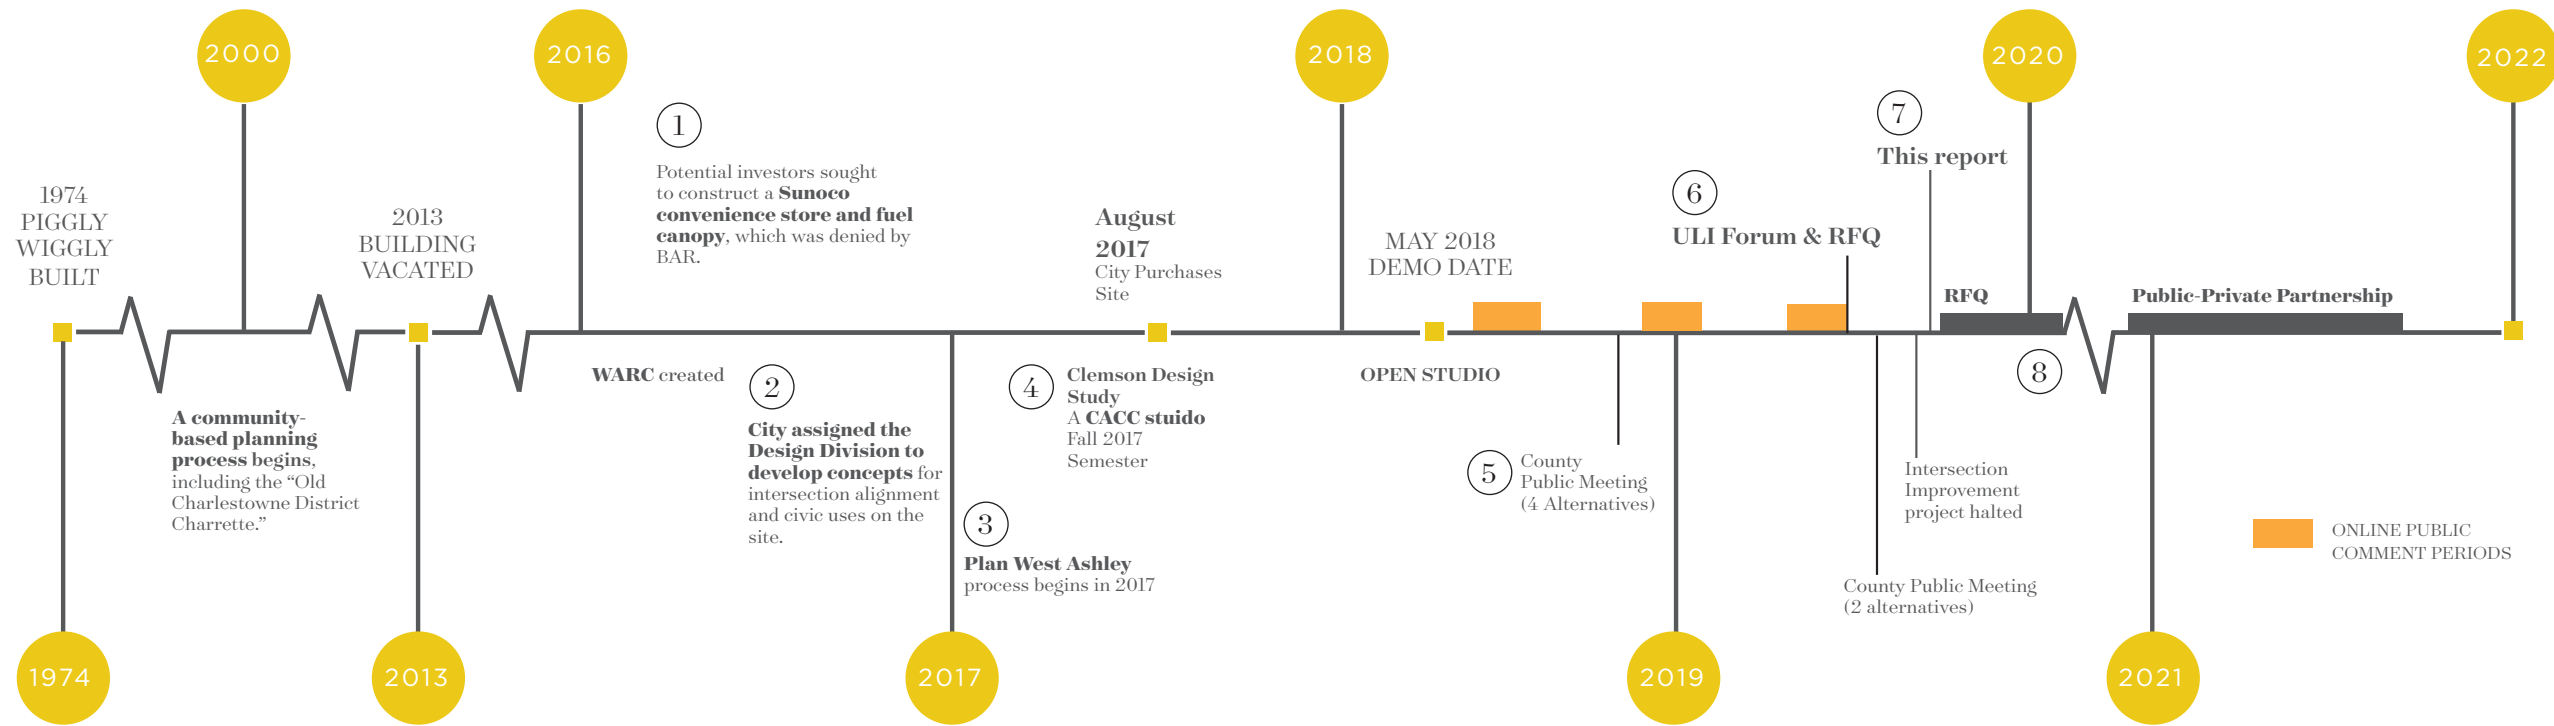 2000
2016
2018
2020
2022
1974
PIGGLY
WIGGLY
BUILT
A community-
based planning
process begins,
including the “Old
Charlestowne District
Charrette.”
2013
BUILDING
VACATED
1
Potential investors sought
to construct a Sunoco
convenience store and fuel
canopy, which was denied by
BAR.
WARC created
2
City assigned the
Design Division to
develop concepts for
intersection alignment
and civic uses on the
site.
3
Plan West Ashley
process begins in 2017
August
2017
City Purchases
Site
4
Clemson Design
Study
A CACC stuido
Fall 2017
Semester
MAY 2018
DEMO DATE
OPEN STUDIO
5
County
Public Meeting
(4 Alternatives)
6
ULI Forum & RFQ
7
This report
County Public Meeting
(2 alternatives)
Intersection
Improvement
project halted
RFQ
8
Public-Private Partnership
ONLINE PUBLIC
COMMENT PERIODS
1974
2013
2017
2019
2021